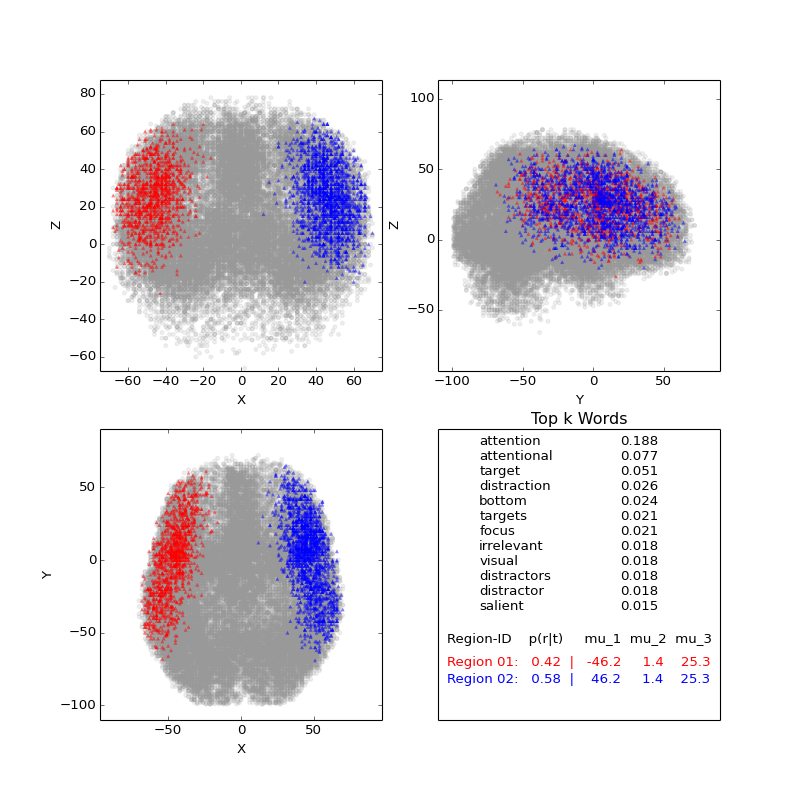 80
60
40
20
0
−20
−40
−60
Z
−60 −40 −20 0 20 40 60
X
100
50
0
−50
Z
−100 −50 0 50
Y
50
0
−50
−100
Y
−50 0 50
X
Top k Words
attention 0.188
attentional 0.077
target 0.051
distraction 0.026
bottom 0.024
targets 0.021
focus 0.021
irrelevant 0.018
visual 0.018
distractors 0.018
distractor 0.018
salient 0.015
Region-ID p(r|t) mu_1 mu_2 mu_3
Region 01: 0.42 | -46.2 1.4 25.3
Region 02: 0.58 | 46.2 1.4 25.3